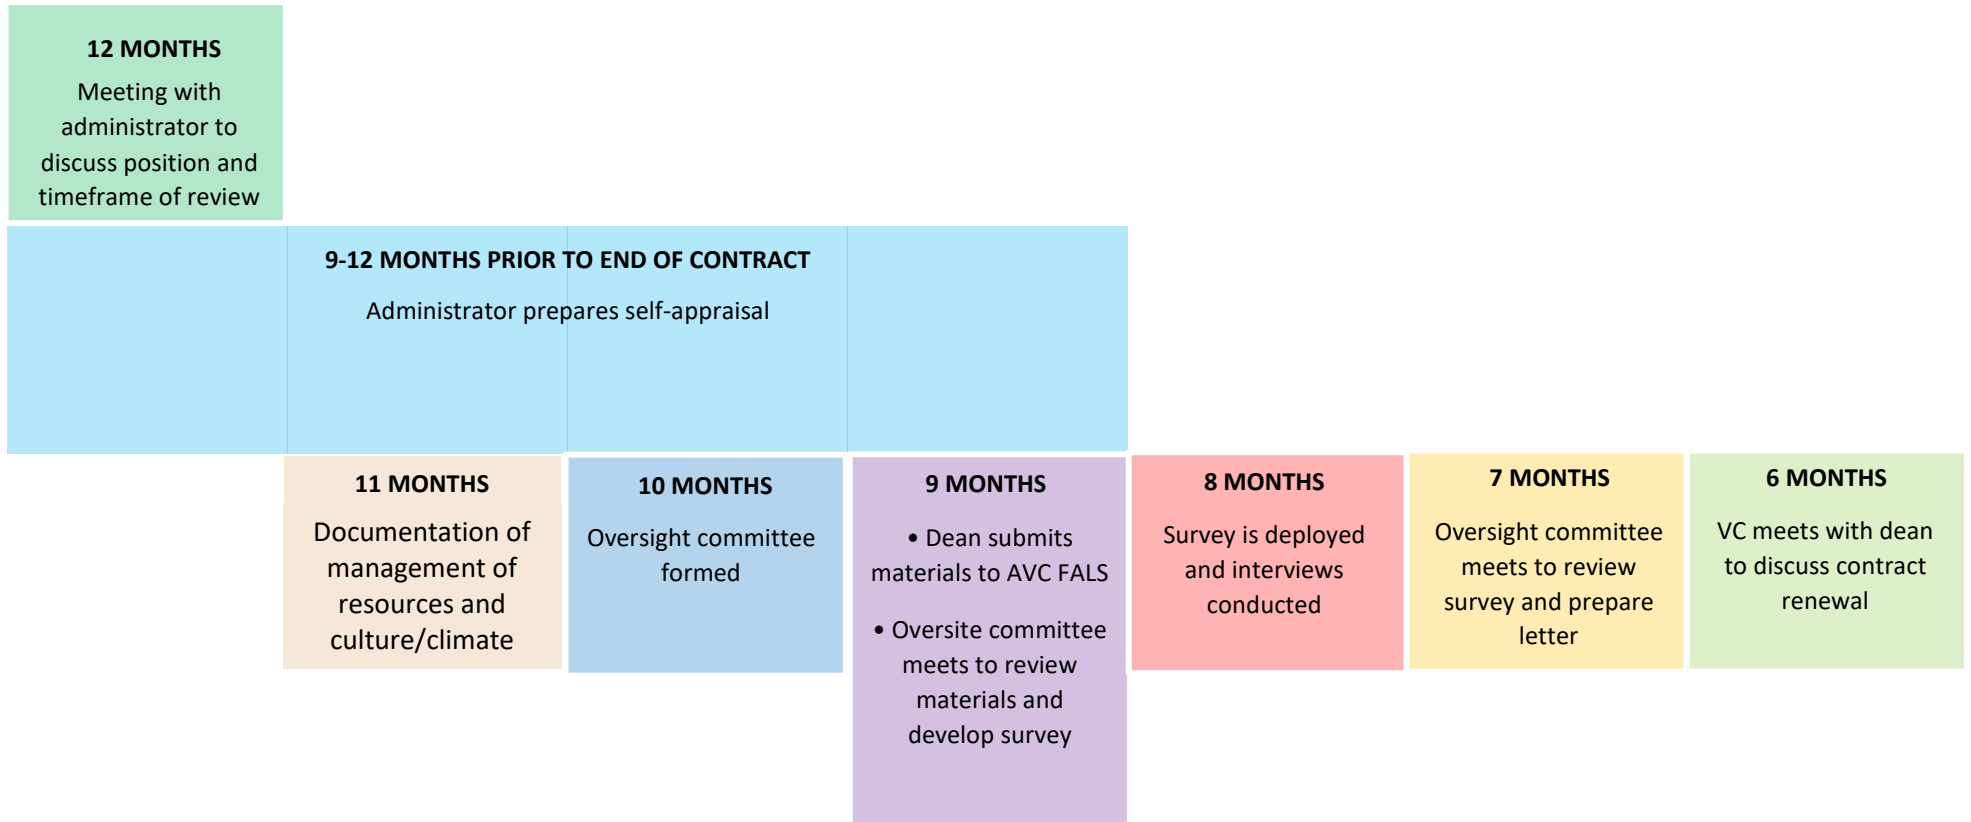 12 MONTHS
Meeting with
administrator to
discuss position and
timeframe of review
9-12 MONTHS PRIOR TO END OF CONTRACT
Administrator prepares self-appraisal
11 MONTHS
Documentation of
management of
resources and
culture/climate
10 MONTHS
Oversight committee
formed
9 MONTHS
• Dean submits
materials to AVC FALS
• Oversite committee
meets to review
materials and
develop survey
8 MONTHS
Survey is deployed
and interviews
conducted
7 MONTHS
Oversight committee
meets to review
survey and prepare
letter
6 MONTHS
VC meets with dean
to discuss contract
renewal